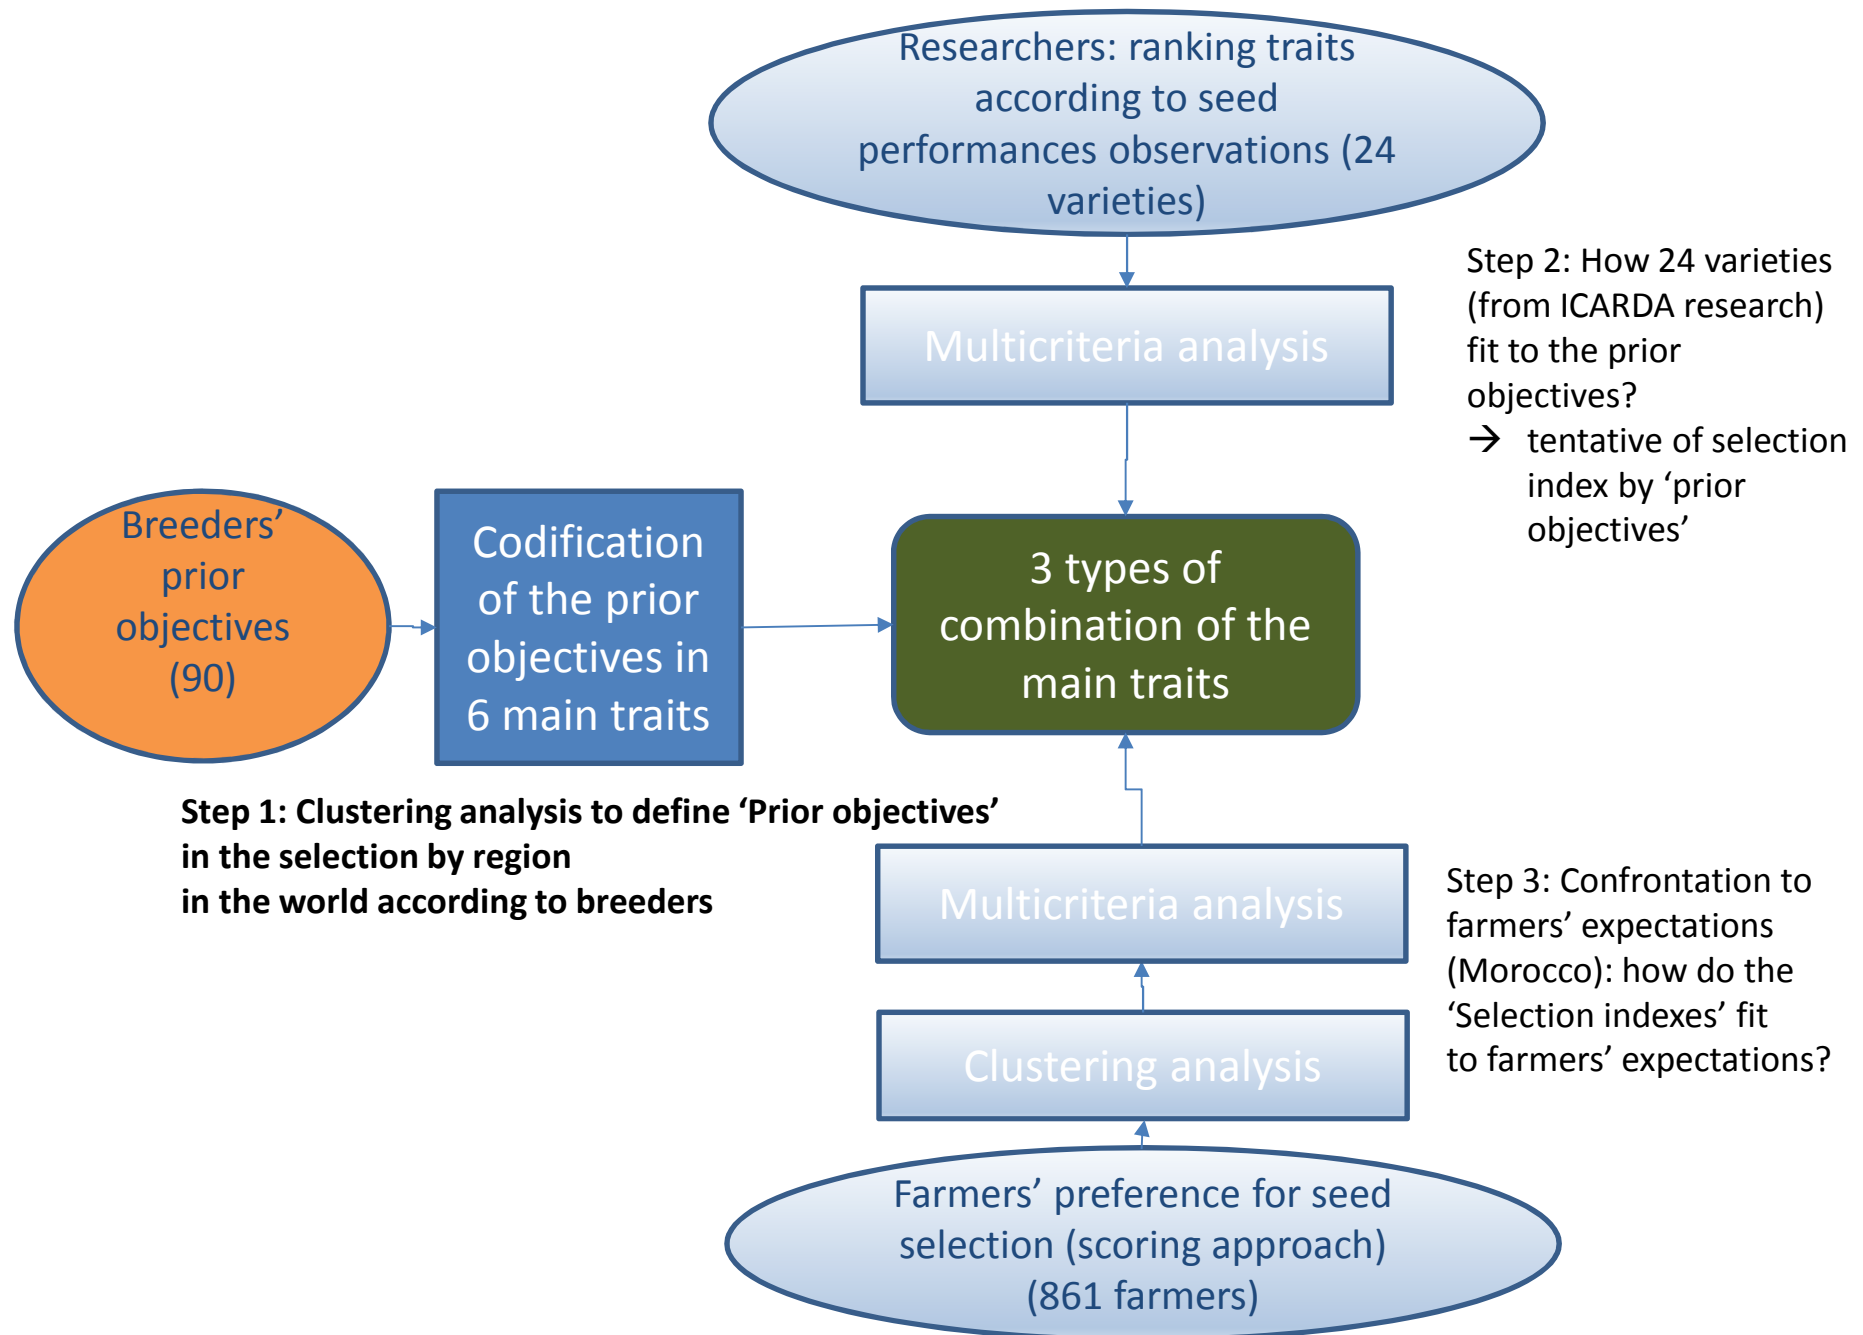 Researchers: ranking traits
according to seed
performances observations (24
varieties)
Multicriteria analysis
Step 2: How 24 varieties
(from ICARDA research)
fit to the prior
objectives?
→ tentative of selection
index by ‘prior
objectives’
Breeders’
prior
objectives
(90)
Codification
of the prior
objectives in
6 main traits
3 types of
combination of the
main traits
Step 1: Clustering analysis to define ‘Prior objectives’
in the selection by region
in the world according to breeders
Multicriteria analysis
Clustering analysis
Step 3: Confrontation to
farmers’ expectations
(Morocco): how do the
‘Selection indexes’ fit
to farmers’ expectations?
Farmers’ preference for seed
selection (scoring approach)
(861 farmers)